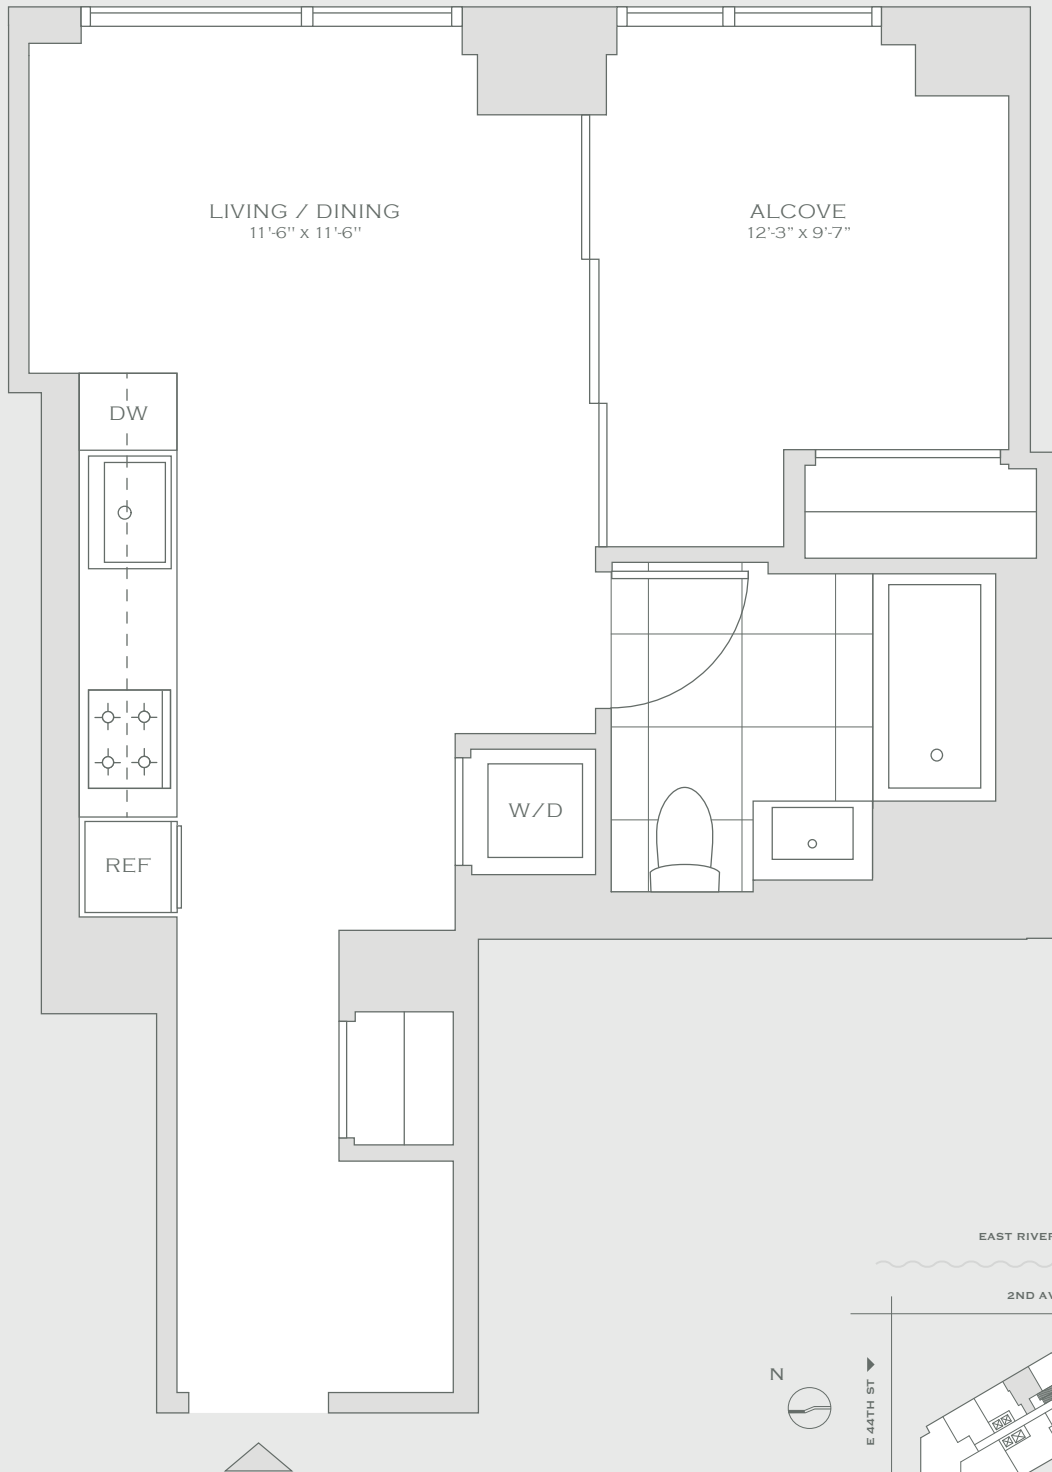 LIVING / DINING
11'-6" x 11'-6"
ALCOVE
12'-3” x 9'-7”
DW
W/D
REF
EAST RIVER
2ND AV
N
E 44TH ST